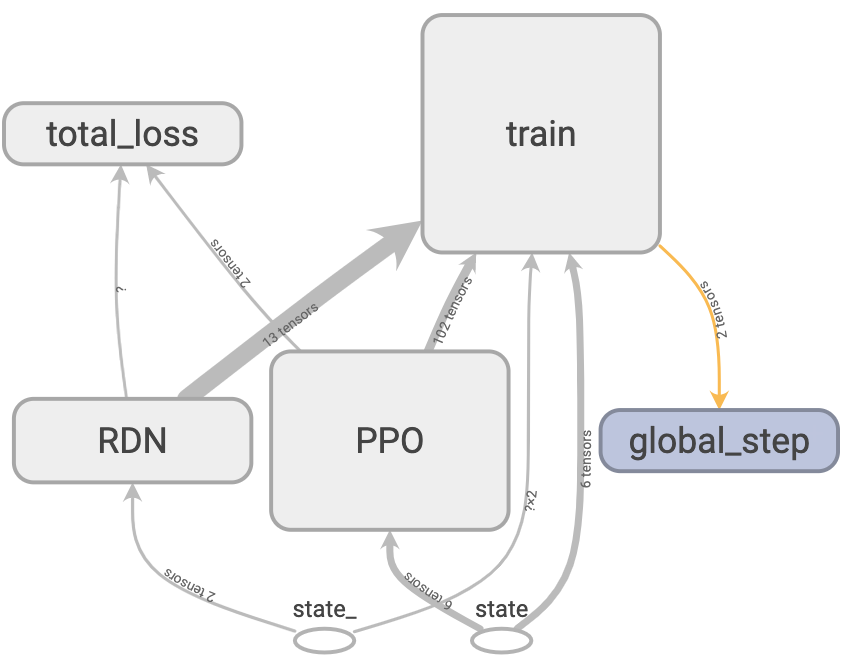 train
total_loss
2 tensors
?
2 tensors
13 tensors
102 tensors
RDN
PPO
global_step
6 tensors
?×2
2 tensors
6 tensors
state_
state